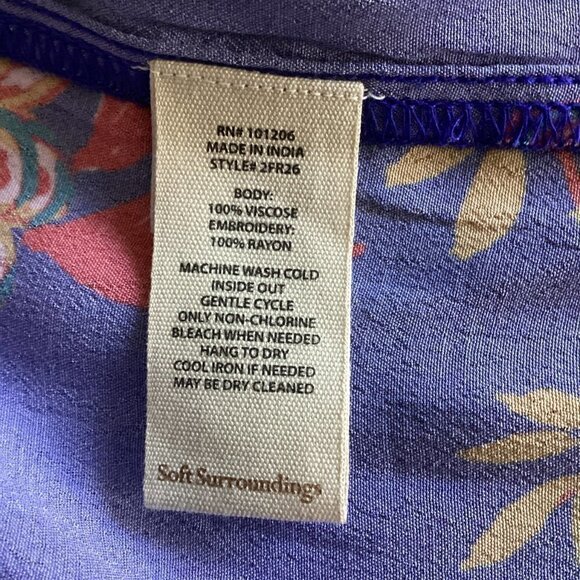 RN# 101206
MADE IN INDIA
STYLE# 2FR26
BODY:
100% VISCOSE
EMBROIDERY:
100% RAYON
MACHINE WASH COLD
INSIDE OUT
GENTLE CYCLE
ONLY NON-CHLORINE
BLEACH WHEN NEEDED
HANG TO DRY
COOL IRON IF NEEDED
MAY BE DRY CLEANED
Soft Surroundings